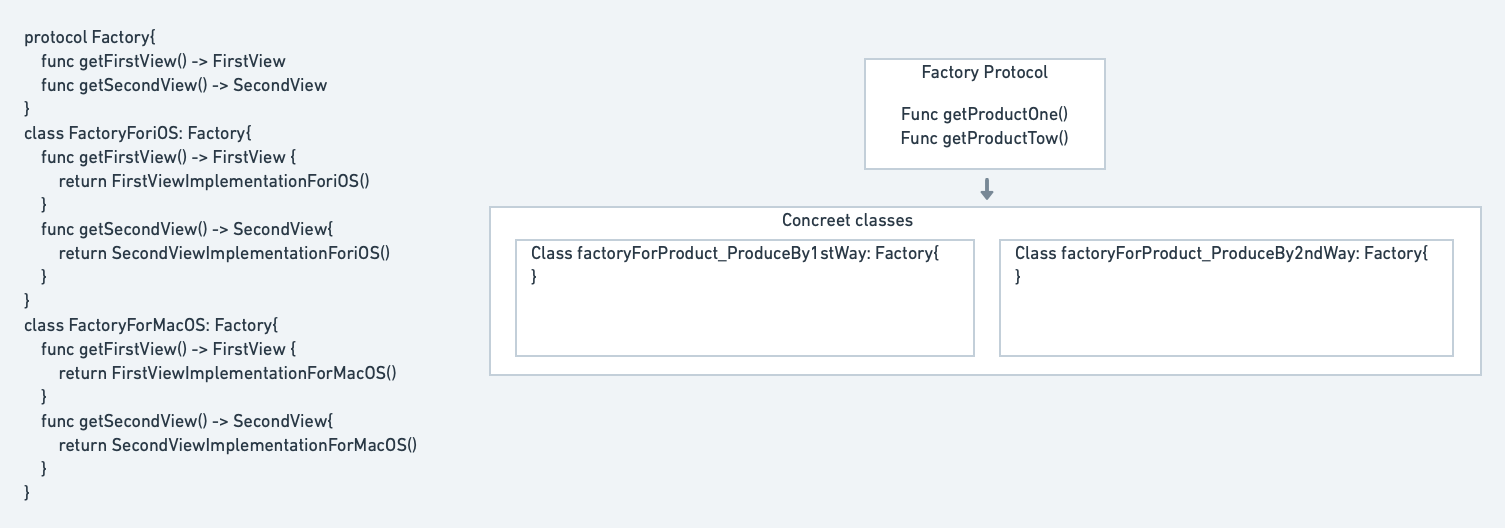 protocol Factory{
func getFirstView() -> FirstView
func getSecondView() -> SecondView
}
class FactoryForiOS: Factory{
func getFirstView() -> FirstView {
return FirstViewImplementationForiOS()
}
func getSecondView() -> SecondView{
return SecondViewImplementationForiOS()
}
}
class FactoryForMacOS: Factory{
func getFirstView() -> FirstView {
return FirstViewImplementationForMacOS()
}
func getSecondView() -> SecondView{
return SecondViewImplementationForMacOS()
}
}
Factory Protocol
Func getProductOne()
Func getProductTow()
Concreet classes
Class factoryForProduct_ProduceBy1stWay: Factory{
}
Class factoryForProduct_ProduceBy2ndWay: Factory{
}